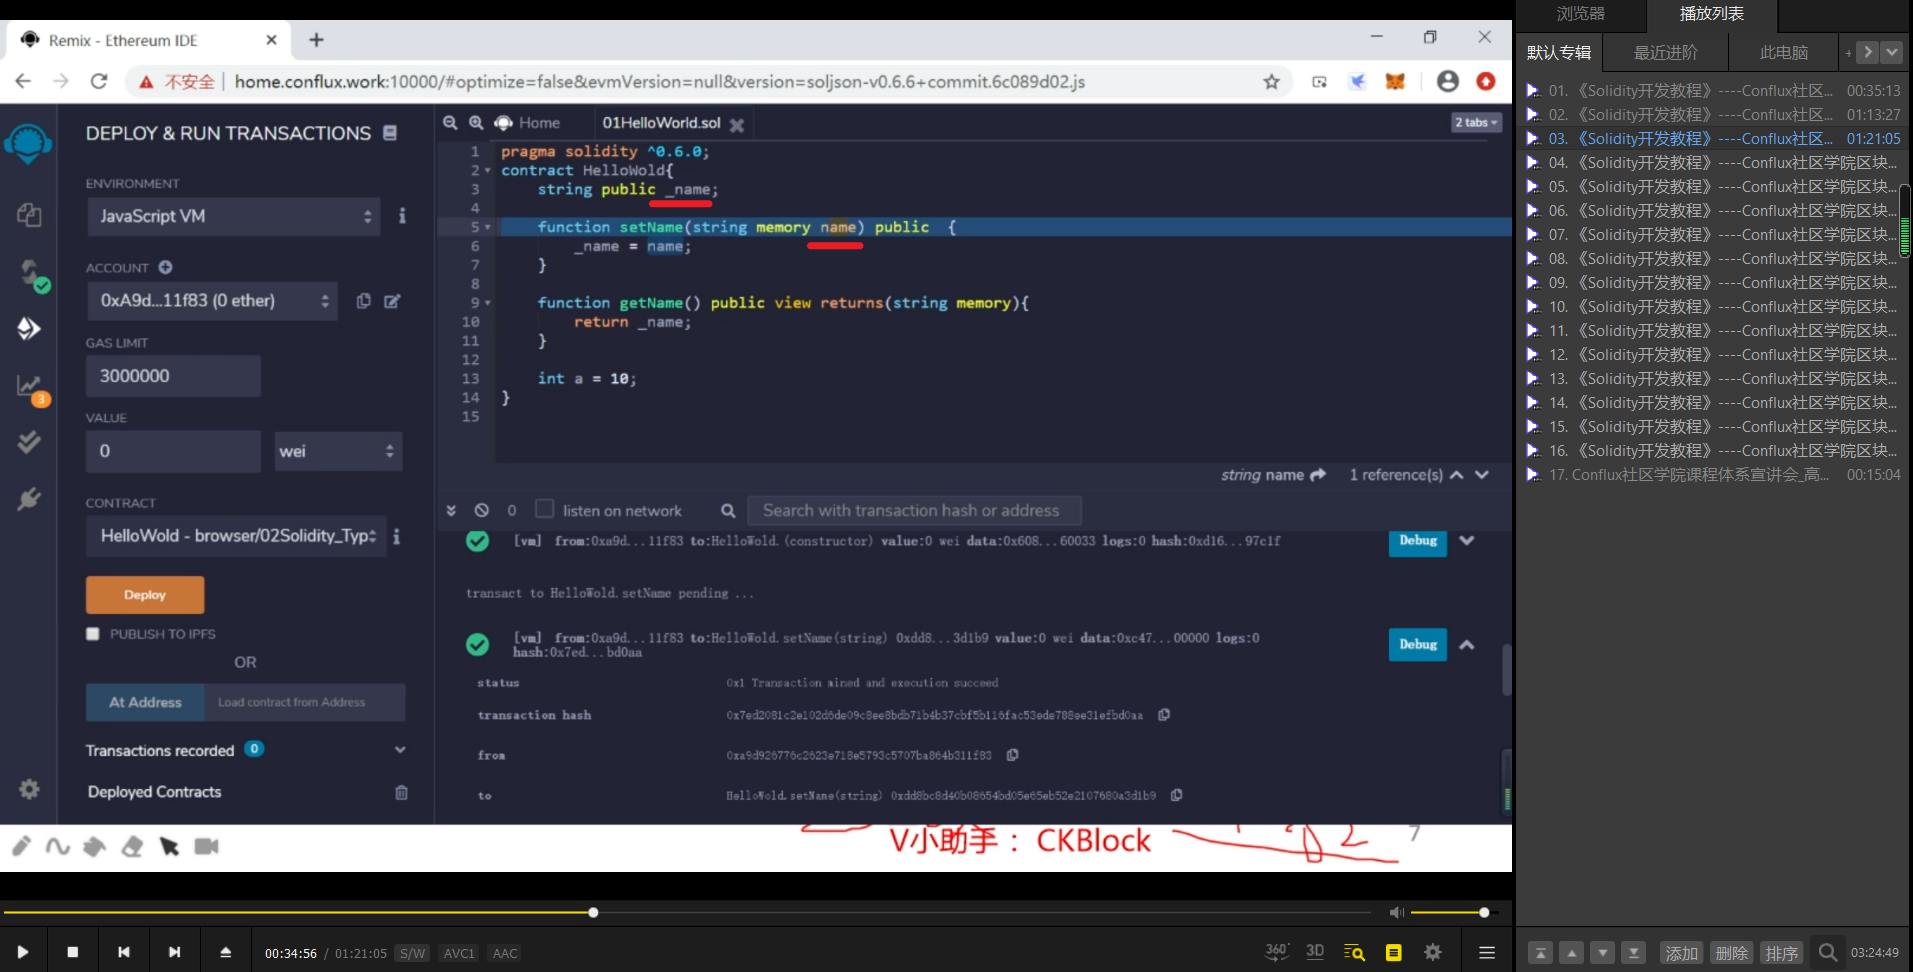 Remix - Ethereum IDE
不安全 | home.conflux.work:10000/#optimize=false&evmVersion=null&version=soljson-v0.6.6+commit.6c089d02.js
DEPLOY & RUN TRANSACTIONS
ENVIRONMENT
JavaScript VM
ACCOUNT
0xA9d...11f83 (0 ether)
GAS LIMIT
3000000
3
VALUE
0
wei
CONTRACT
HelloWold - browser/02Solidity_Typ
Deploy
PUBLISH TO IPFS
OR
At Address
Load contract from Address
Transactions recorded 0
Deployed Contracts
Home
01HelloWorld.sol
2 tabs
1 pragma solidity ^0.6.0;
2 contract HelloWold{
3 string public _name;
4
5 function setName(string memory name) public {
6 _name = name;
7 }
8
9 function getName() public view returns(string memory){
10 return _name;
11 }
12
13 int a = 10;
14 }
15
string name 1 reference(s)
0 listen on network
Search with transaction hash or address
[vm] from:0xa9d...11f83 to:HelloWold.(constructor) value:0 wei data:0x608...60033 logs:0 hash:0xd16...97c1f
Debug
transact to HelloWold.setName pending ...
[vm] from:0xa9d...11f83 to:HelloWold.setName(string) 0xdd8...3d1b9 value:0 wei data:0xc47...00000 logs:0
hash:0x7ed...bd0aa
Debug
status 0x1 Transaction mined and execution succeed
transaction hash 0x7ed2081c2e102d6de09c8ee8bdb71b4b37cbf5b116fac53ede788ee31efbd0aa
from 0xa9d926776c2623e718e5793c5707ba864b311f83
to HelloWold.setName(string) 0xdd8bc8d40b08654bd05e65eb52e2107680a3d1b9
V小助手： CKBlock
7
00:34:56 / 01:21:05 S/W AVC1 AAC
360°
3D
浏览器
播放列表
默认专辑
最近进阶
此电脑
+
01. 《Solidity开发教程》----Conflux社区... 00:35:13
02. 《Solidity开发教程》----Conflux社区... 01:13:27
03. 《Solidity开发教程》----Conflux社区... 01:21:05
04. 《Solidity开发教程》----Conflux社区学院区块...
05. 《Solidity开发教程》----Conflux社区学院区块...
06. 《Solidity开发教程》----Conflux社区学院区块...
07. 《Solidity开发教程》----Conflux社区学院区块...
08. 《Solidity开发教程》----Conflux社区学院区块...
09. 《Solidity开发教程》----Conflux社区学院区块...
10. 《Solidity开发教程》----Conflux社区学院区块...
11. 《Solidity开发教程》----Conflux社区学院区块...
12. 《Solidity开发教程》----Conflux社区学院区块...
13. 《Solidity开发教程》----Conflux社区学院区块...
14. 《Solidity开发教程》----Conflux社区学院区块...
15. 《Solidity开发教程》----Conflux社区学院区块...
16. 《Solidity开发教程》----Conflux社区学院区块...
17. Conflux社区学院课程体系宣讲会_高... 00:15:04
添加
删除
排序
03:24:49